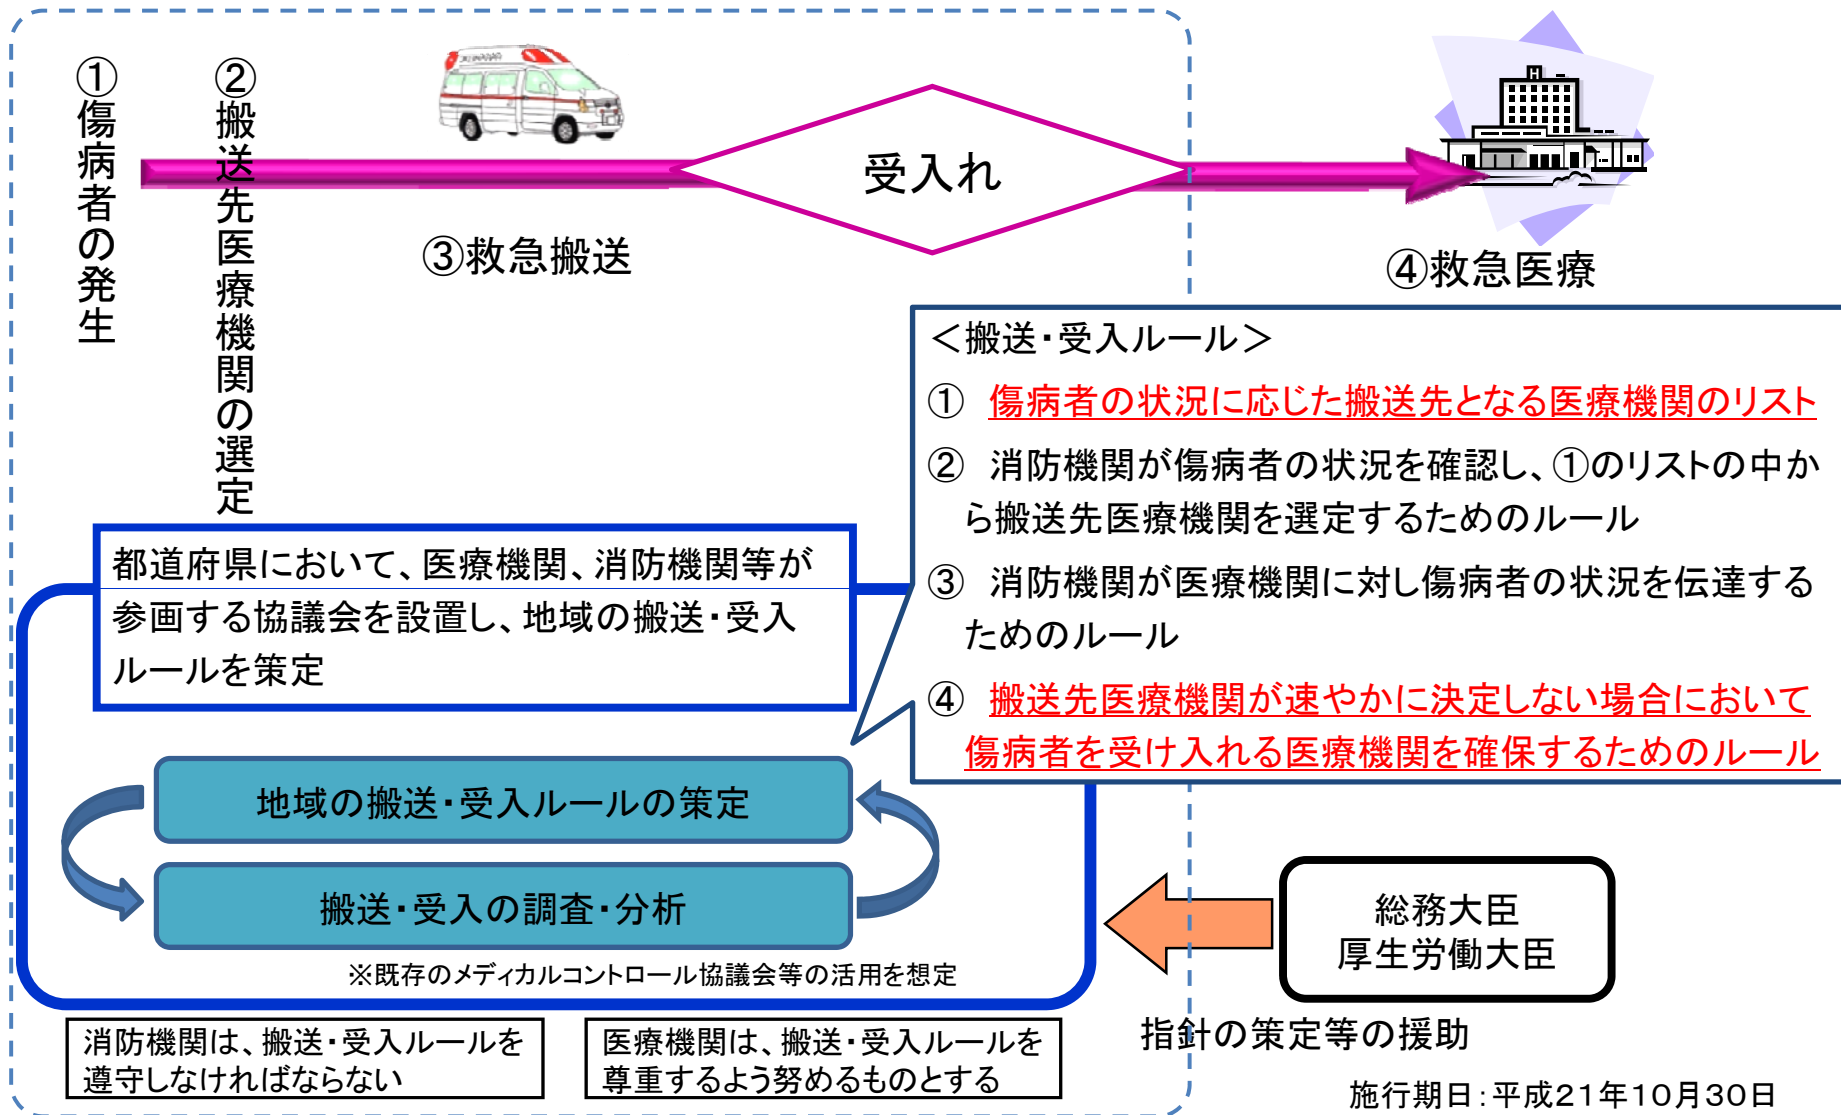 ①傷病者の発生
②搬送先医療機関の選定
受入れ
③救急搬送
④救急医療
＜搬送・受入ルール＞
① 傷病者の状況に応じた搬送先となる医療機関のリスト
② 消防機関が傷病者の状況を確認し、①のリストの中か
ら搬送先医療機関を選定するためのルール
③ 消防機関が医療機関に対し傷病者の状況を伝達する
ためのルール
④ 搬送先医療機関が速やかに決定しない場合において
傷病者を受け入れる医療機関を確保するためのルール
都道府県において、医療機関、消防機関等が
参画する協議会を設置し、地域の搬送・受入
ルールを策定
地域の搬送・受入ルールの策定
搬送・受入の調査・分析
※既存のメディカルコントロール協議会等の活用を想定
総務大臣
厚生労働大臣
指針の策定等の援助
消防機関は、搬送・受入ルールを
遵守しなければならない
医療機関は、搬送・受入ルールを
尊重するよう努めるものとする
施行期日：平成２１年１０月３０日